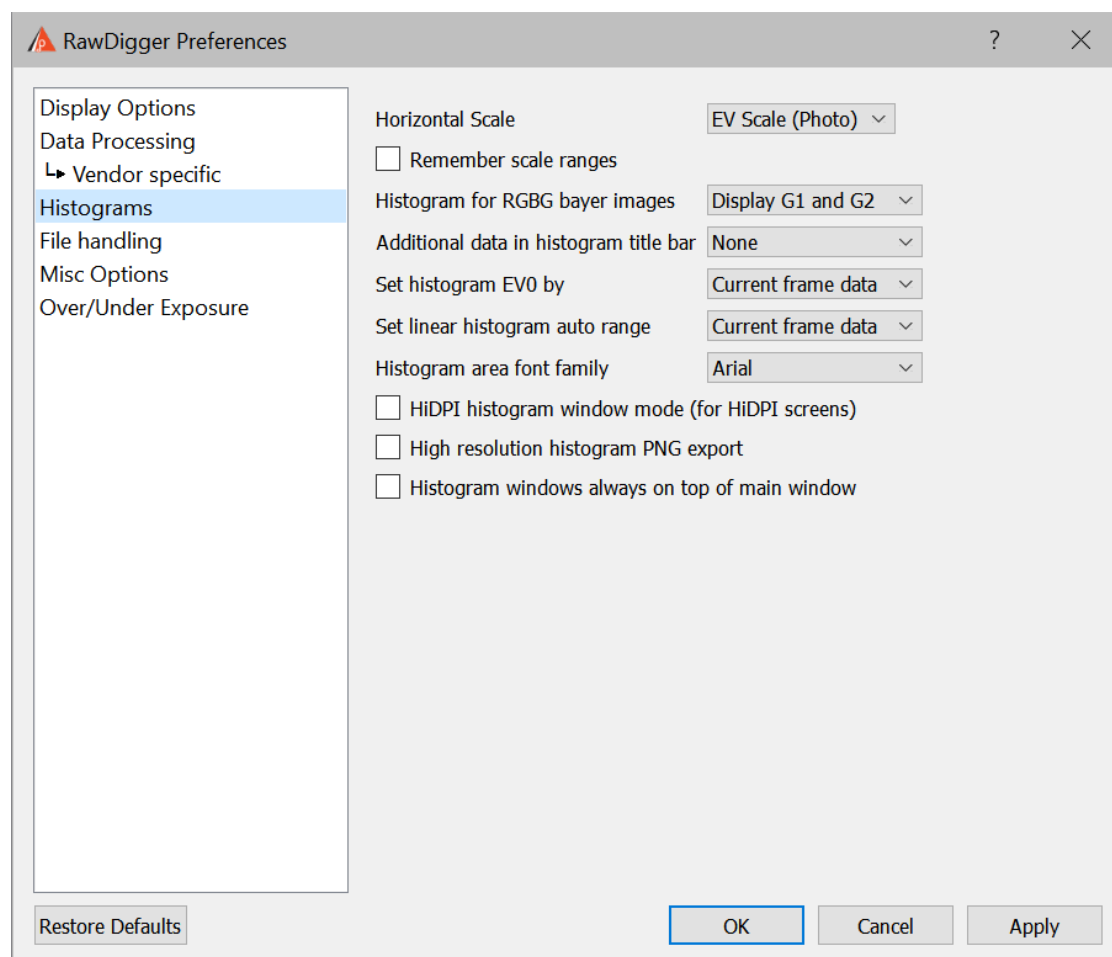 RawDigger Preferences
?
Display Options
Data Processing
Vendor specific
Histograms
File handling
Misc Options
Over/Under Exposure
Horizontal Scale EV Scale (Photo)
Remember scale ranges
Histogram for RGBG bayer images Display G1 and G2
Additional data in histogram title bar None
Set histogram EV0 by Current frame data
Set linear histogram auto range Current frame data
Histogram area font family Arial
HiDPI histogram window mode (for HiDPI screens)
High resolution histogram PNG export
Histogram windows always on top of main window
Restore Defaults OK Cancel Apply